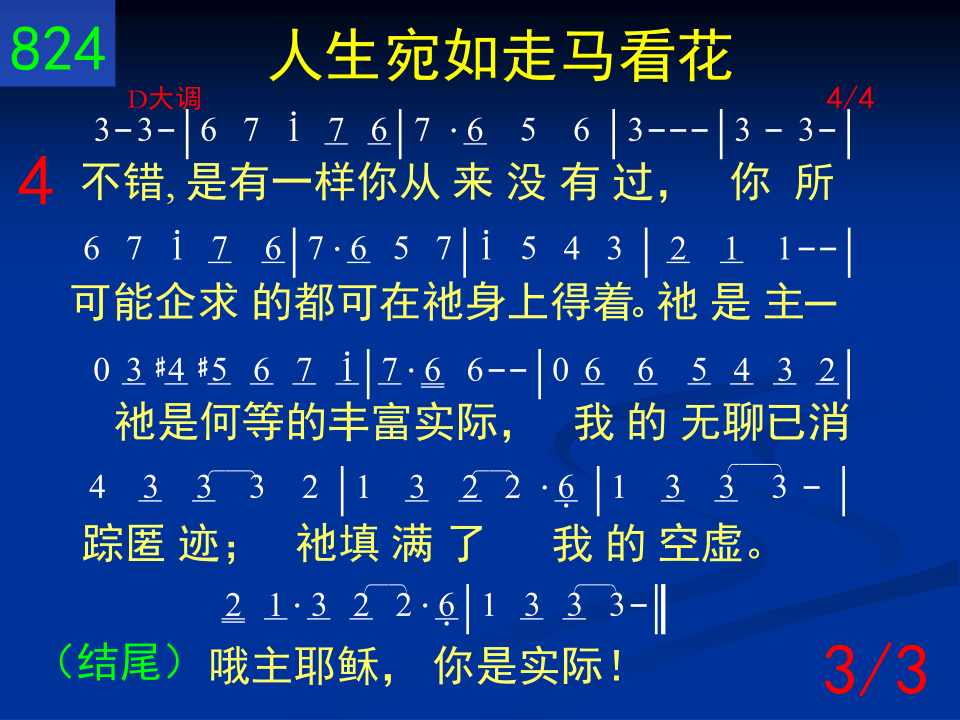 824
人生宛如走马看花
D大调 4/4
3-3-|6 7 i̇ 7 6|7 · 6 5 6|3---|3 - 3-|
4
不错, 是有一样你从 来 没 有 过， 你 所
6 7 i̇ 7 6|7 · 6 5 7|i̇ 5 4 3 | 2 1 1--|
可能企求 的都可在祂身上得着。祂 是 主一
0 3 #4 #5 6 7 i̇|7 · 6 6--|0 6 6 5 4 3 2|
祂是何等的丰富实际， 我 的 无聊已消
4 3 3 3 2 |1 3 2 2 · 6̣ |1 3 3 3 - |
踪匿 迹； 祂填 满 了 我 的 空虚。
2 1 · 3 2 2 · 6̣|1 3 3 3-‖
（结尾） 哦主耶稣， 你是实际！
3/3